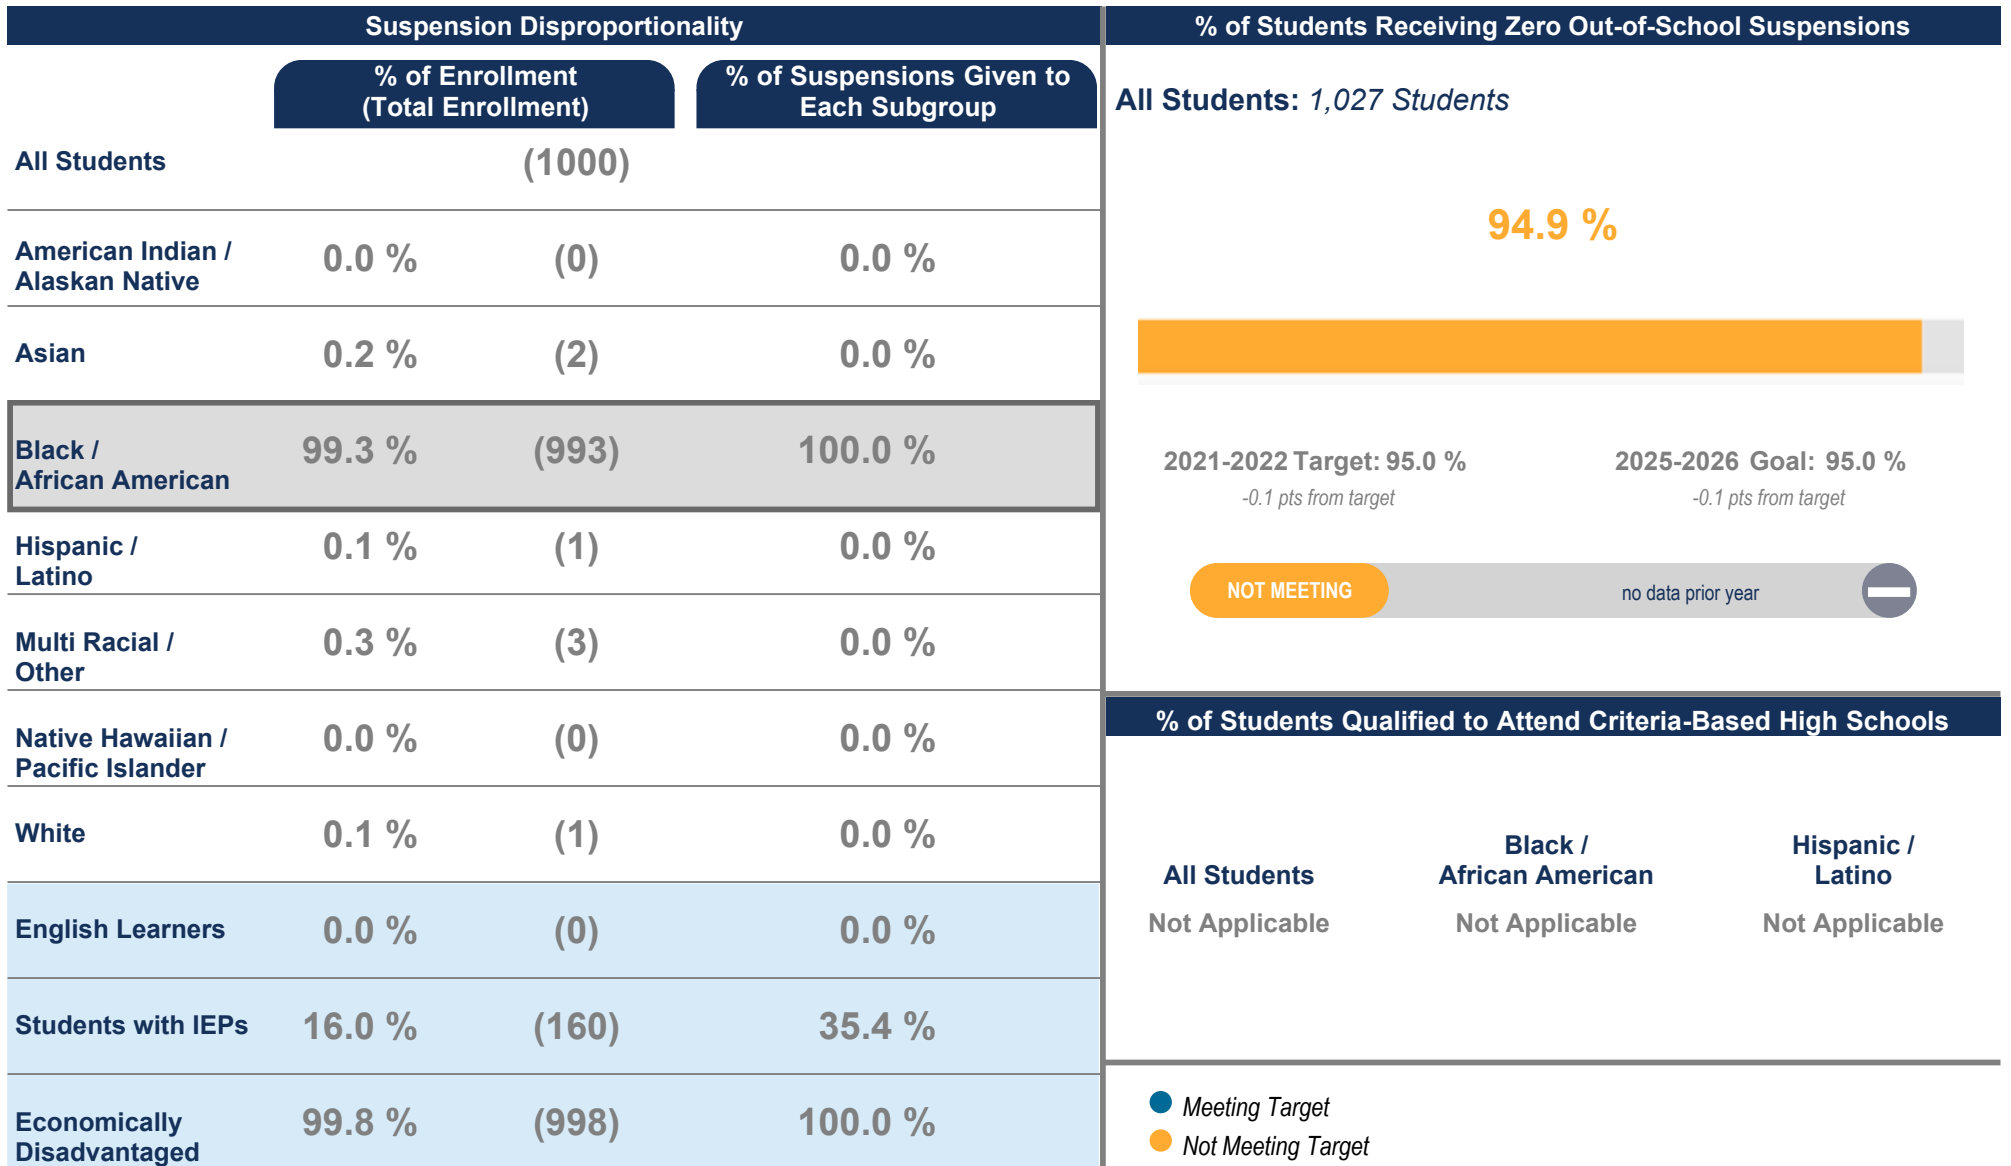 Suspension Disproportionality
% of Enrollment
(Total Enrollment)
% of Suspensions Given to
Each Subgroup
All Students
(1000)
American Indian /
Alaskan Native
0.0 % (0) 0.0 %
Asian
0.2 % (2) 0.0 %
Black /
African American
99.3 % (993) 100.0 %
Hispanic /
Latino
0.1 % (1) 0.0 %
Multi Racial /
Other
0.3 % (3) 0.0 %
Native Hawaiian /
Pacific Islander
0.0 % (0) 0.0 %
White
0.1 % (1) 0.0 %
English Learners
0.0 % (0) 0.0 %
Students with IEPs
16.0 % (160) 35.4 %
Economically
Disadvantaged
99.8 % (998) 100.0 %
% of Students Receiving Zero Out-of-School Suspensions
All Students: 1,027 Students
94.9 %
2021-2022 Target: 95.0 %
-0.1 pts from target
2025-2026 Goal: 95.0 %
-0.1 pts from target
NOT MEETING
no data prior year
% of Students Qualified to Attend Criteria-Based High Schools
All Students
Not Applicable
Black /
African American
Not Applicable
Hispanic /
Latino
Not Applicable
Meeting Target
Not Meeting Target